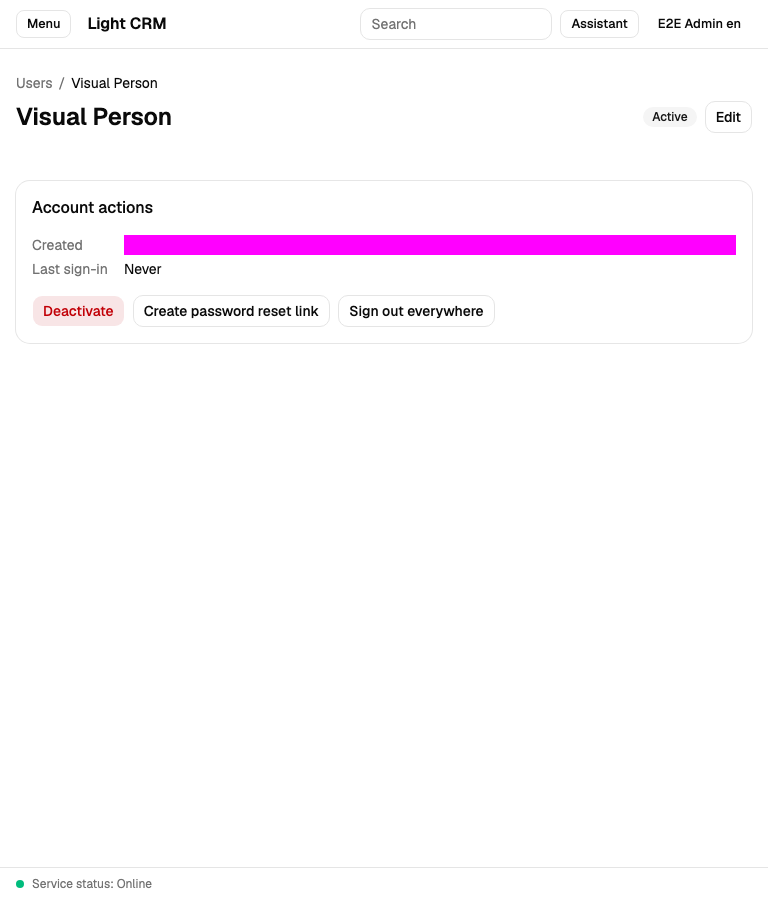 Menu Light CRM Search Assistant E2E Admin en
Users / Visual Person
Visual Person Active Edit
Account actions
Created
Last sign-in Never
Deactivate Create password reset link Sign out everywhere
Service status: Online